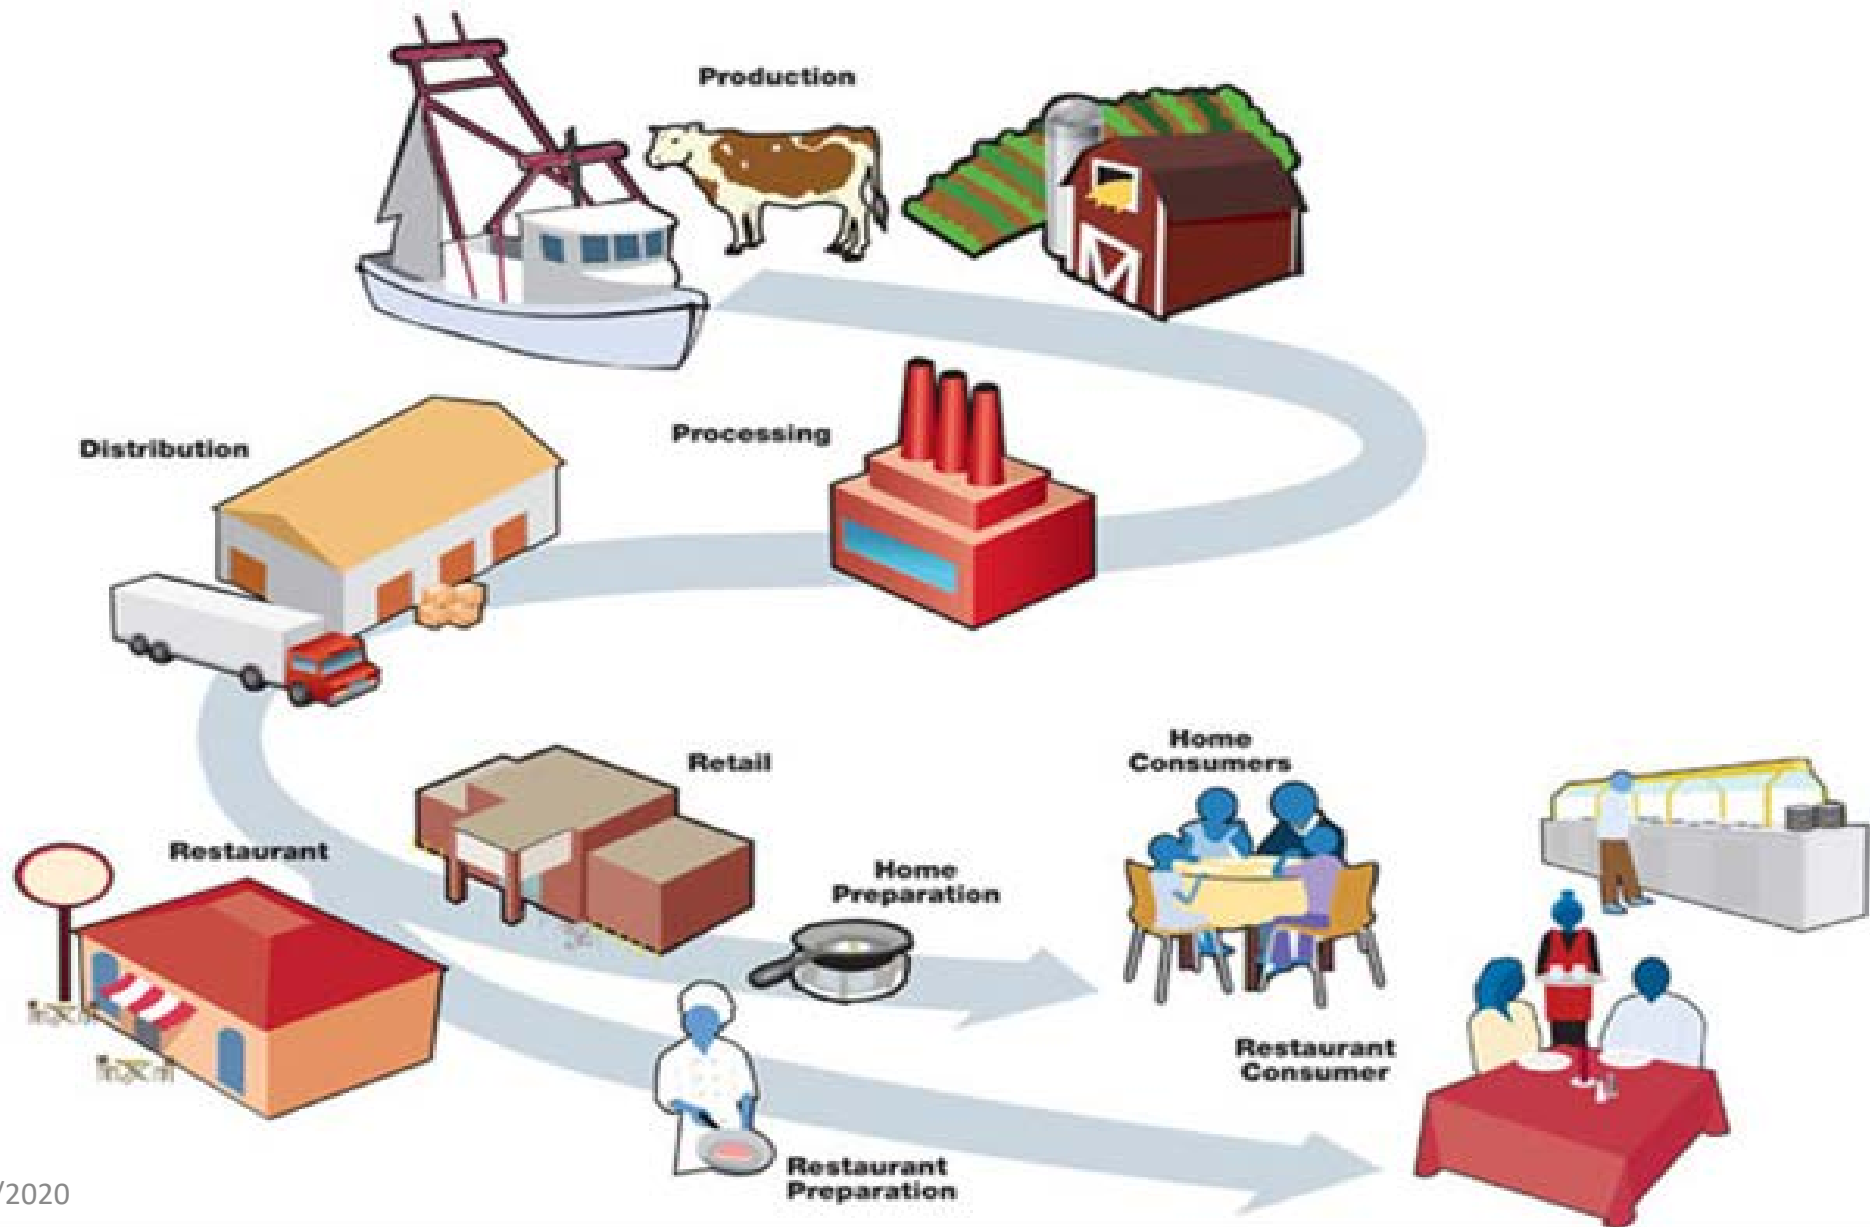 Production
Processing
Distribution
Retail
Restaurant
Home
Preparation
Home
Consumers
Restaurant
Consumer
Restaurant
Preparation
/2020